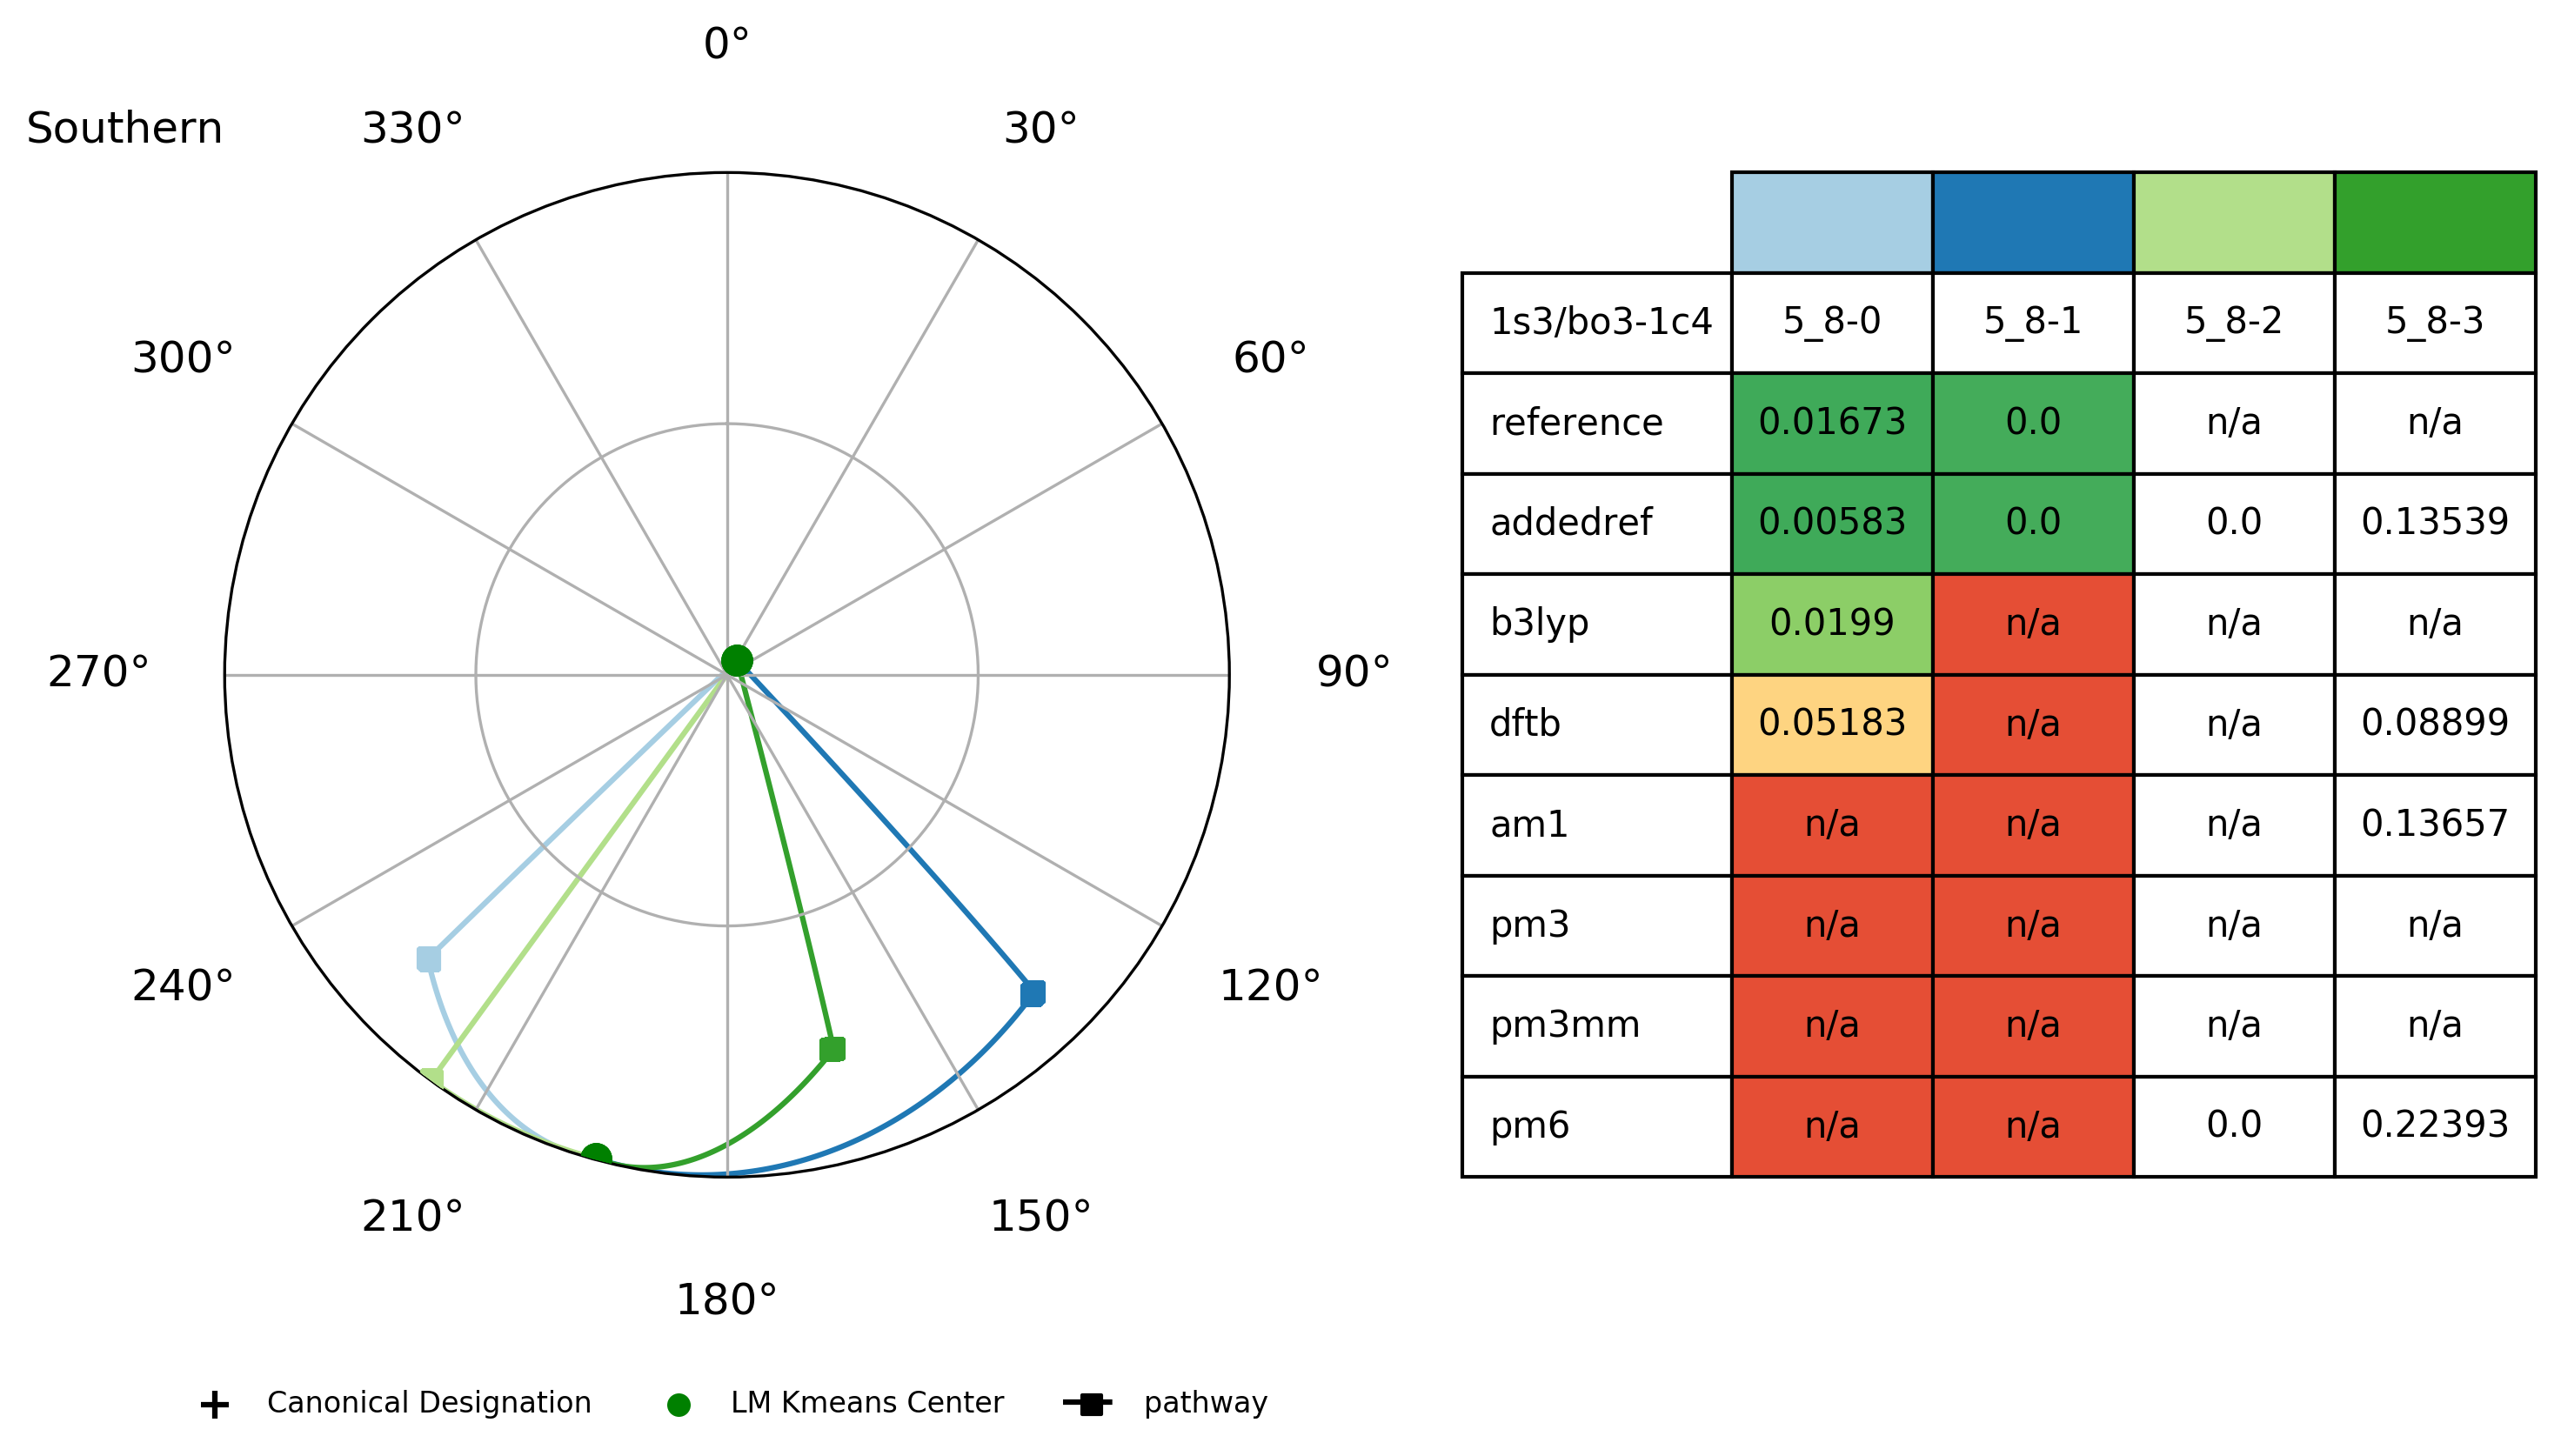 0°
Southern
330°
30°
300°
60°
270°
90°
240°
120°
210°
150°
180°
1s3/bo3-1c4 5_8-0 5_8-1 5_8-2 5_8-3
reference 0.01673 0.0 n/a n/a
addedref 0.00583 0.0 0.0 0.13539
b3lyp 0.0199 n/a n/a n/a
dftb 0.05183 n/a n/a 0.08899
am1 n/a n/a n/a 0.13657
pm3 n/a n/a n/a n/a
pm3mm n/a n/a n/a n/a
pm6 n/a n/a 0.0 0.22393
Canonical Designation
LM Kmeans Center
pathway